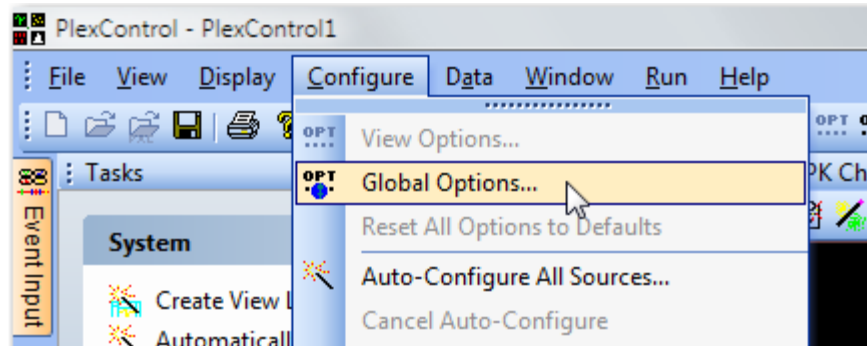 PlexControl - PlexControl1
File View Display Configure Data Window Run Help
OPT View Options... OPT
Tasks OPT Global Options... PK Ch
Reset All Options to Defaults
Event Input
System
Auto-Configure All Sources...
Create View L
Cancel Auto-Configure
Automaticall